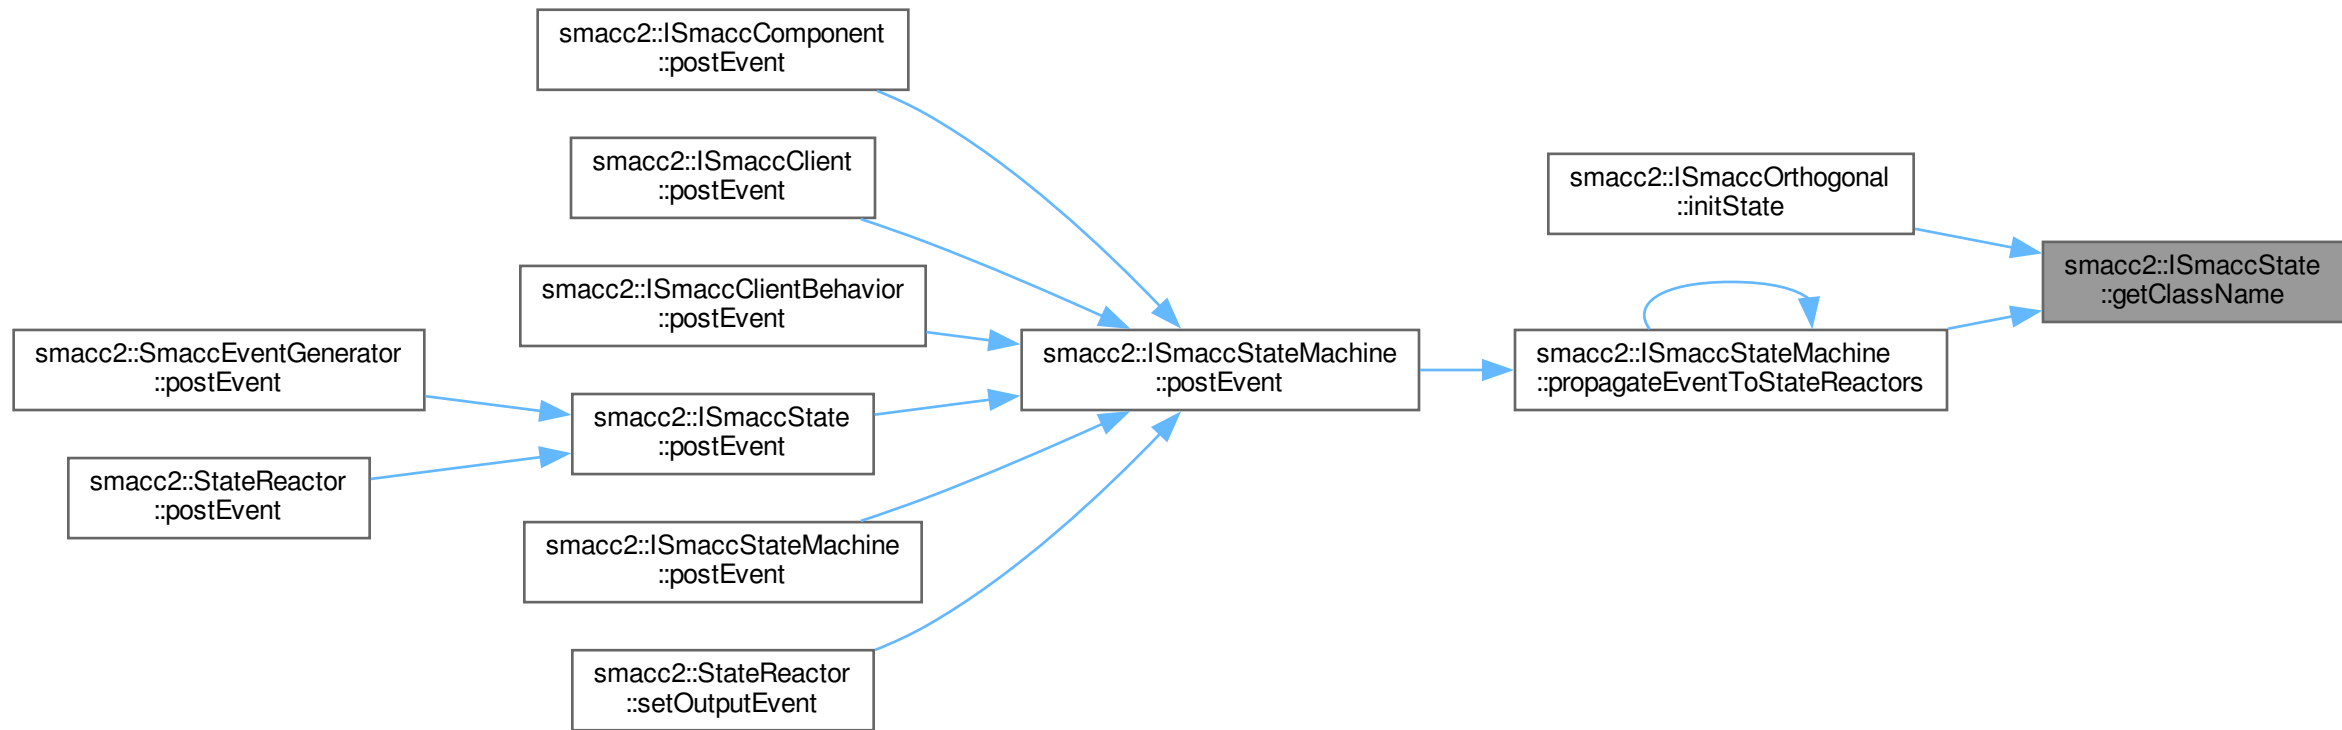 smacc2::ISmaccComponent
::postEvent
smacc2::ISmaccClient
::postEvent
smacc2::ISmaccClientBehavior
::postEvent
smacc2::SmaccEventGenerator
::postEvent
smacc2::ISmaccState
::postEvent
smacc2::StateReactor
::postEvent
smacc2::ISmaccStateMachine
::postEvent
smacc2::StateReactor
::setOutputEvent
smacc2::ISmaccStateMachine
::postEvent
smacc2::ISmaccOrthogonal
::initState
smacc2::ISmaccStateMachine
::propagateEventToStateReactors
smacc2::ISmaccState
::getClassName